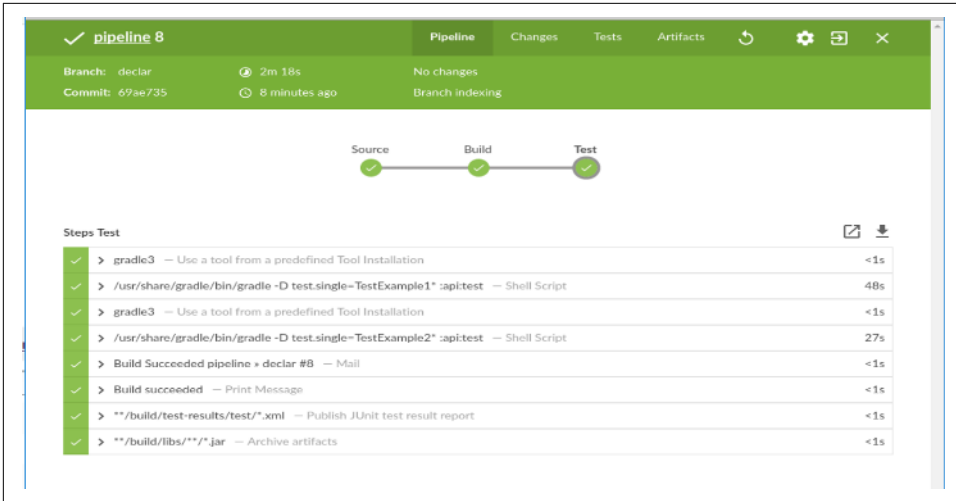 pipeline 8 Pipeline Changes Tests Artifacts
Branch: declar 2m 18s No changes
Commit: 69ae735 8 minutes ago Branch indexing
Source Build Test
Steps Test
gradle3 — Use a tool from a predefined Tool Installation <1s
/usr/share/gradle/bin/gradle -D test.single=TestExample1* :api:test — Shell Script 48s
gradle3 — Use a tool from a predefined Tool Installation <1s
/usr/share/gradle/bin/gradle -D test.single=TestExample2* :api:test — Shell Script 27s
Build Succeeded pipeline » declar #8 — Mail <1s
Build succeeded — Print Message <1s
**/build/test-results/test/*.xml — Publish JUnit test result report <1s
**/build/libs/**/*.jar — Archive artifacts <1s